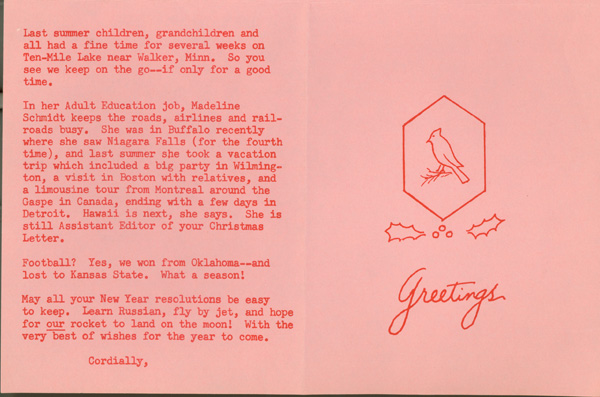 Last summer children, grandchildren and
all had a fine time for several weeks on
Ten-Mile Lake near Walker, Minn. So you
see we keep on the go--if only for a good
time.
In her Adult Education job, Madeline
Schmidt keeps the roads, airlines and rail-
roads busy. She was in Buffalo recently
where she saw Niagara Falls (for the fourth
time), and last summer she took a vacation
trip which included a big party in Wilming-
ton, a visit in Boston with relatives, and
a limousine tour from Montreal around the
Gaspe in Canada, ending with a few days in
Detroit. Hawaii is next, she says. She is
still Assistant Editor of your Christmas
Letter.
Football? Yes, we won from Oklahoma--and
lost to Kansas State. What a season!
May all your New Year resolutions be easy
to keep. Learn Russian, fly by jet, and hope
for our rocket to land on the moon! With the
very best of wishes for the year to come.
Cordially,
Greetings